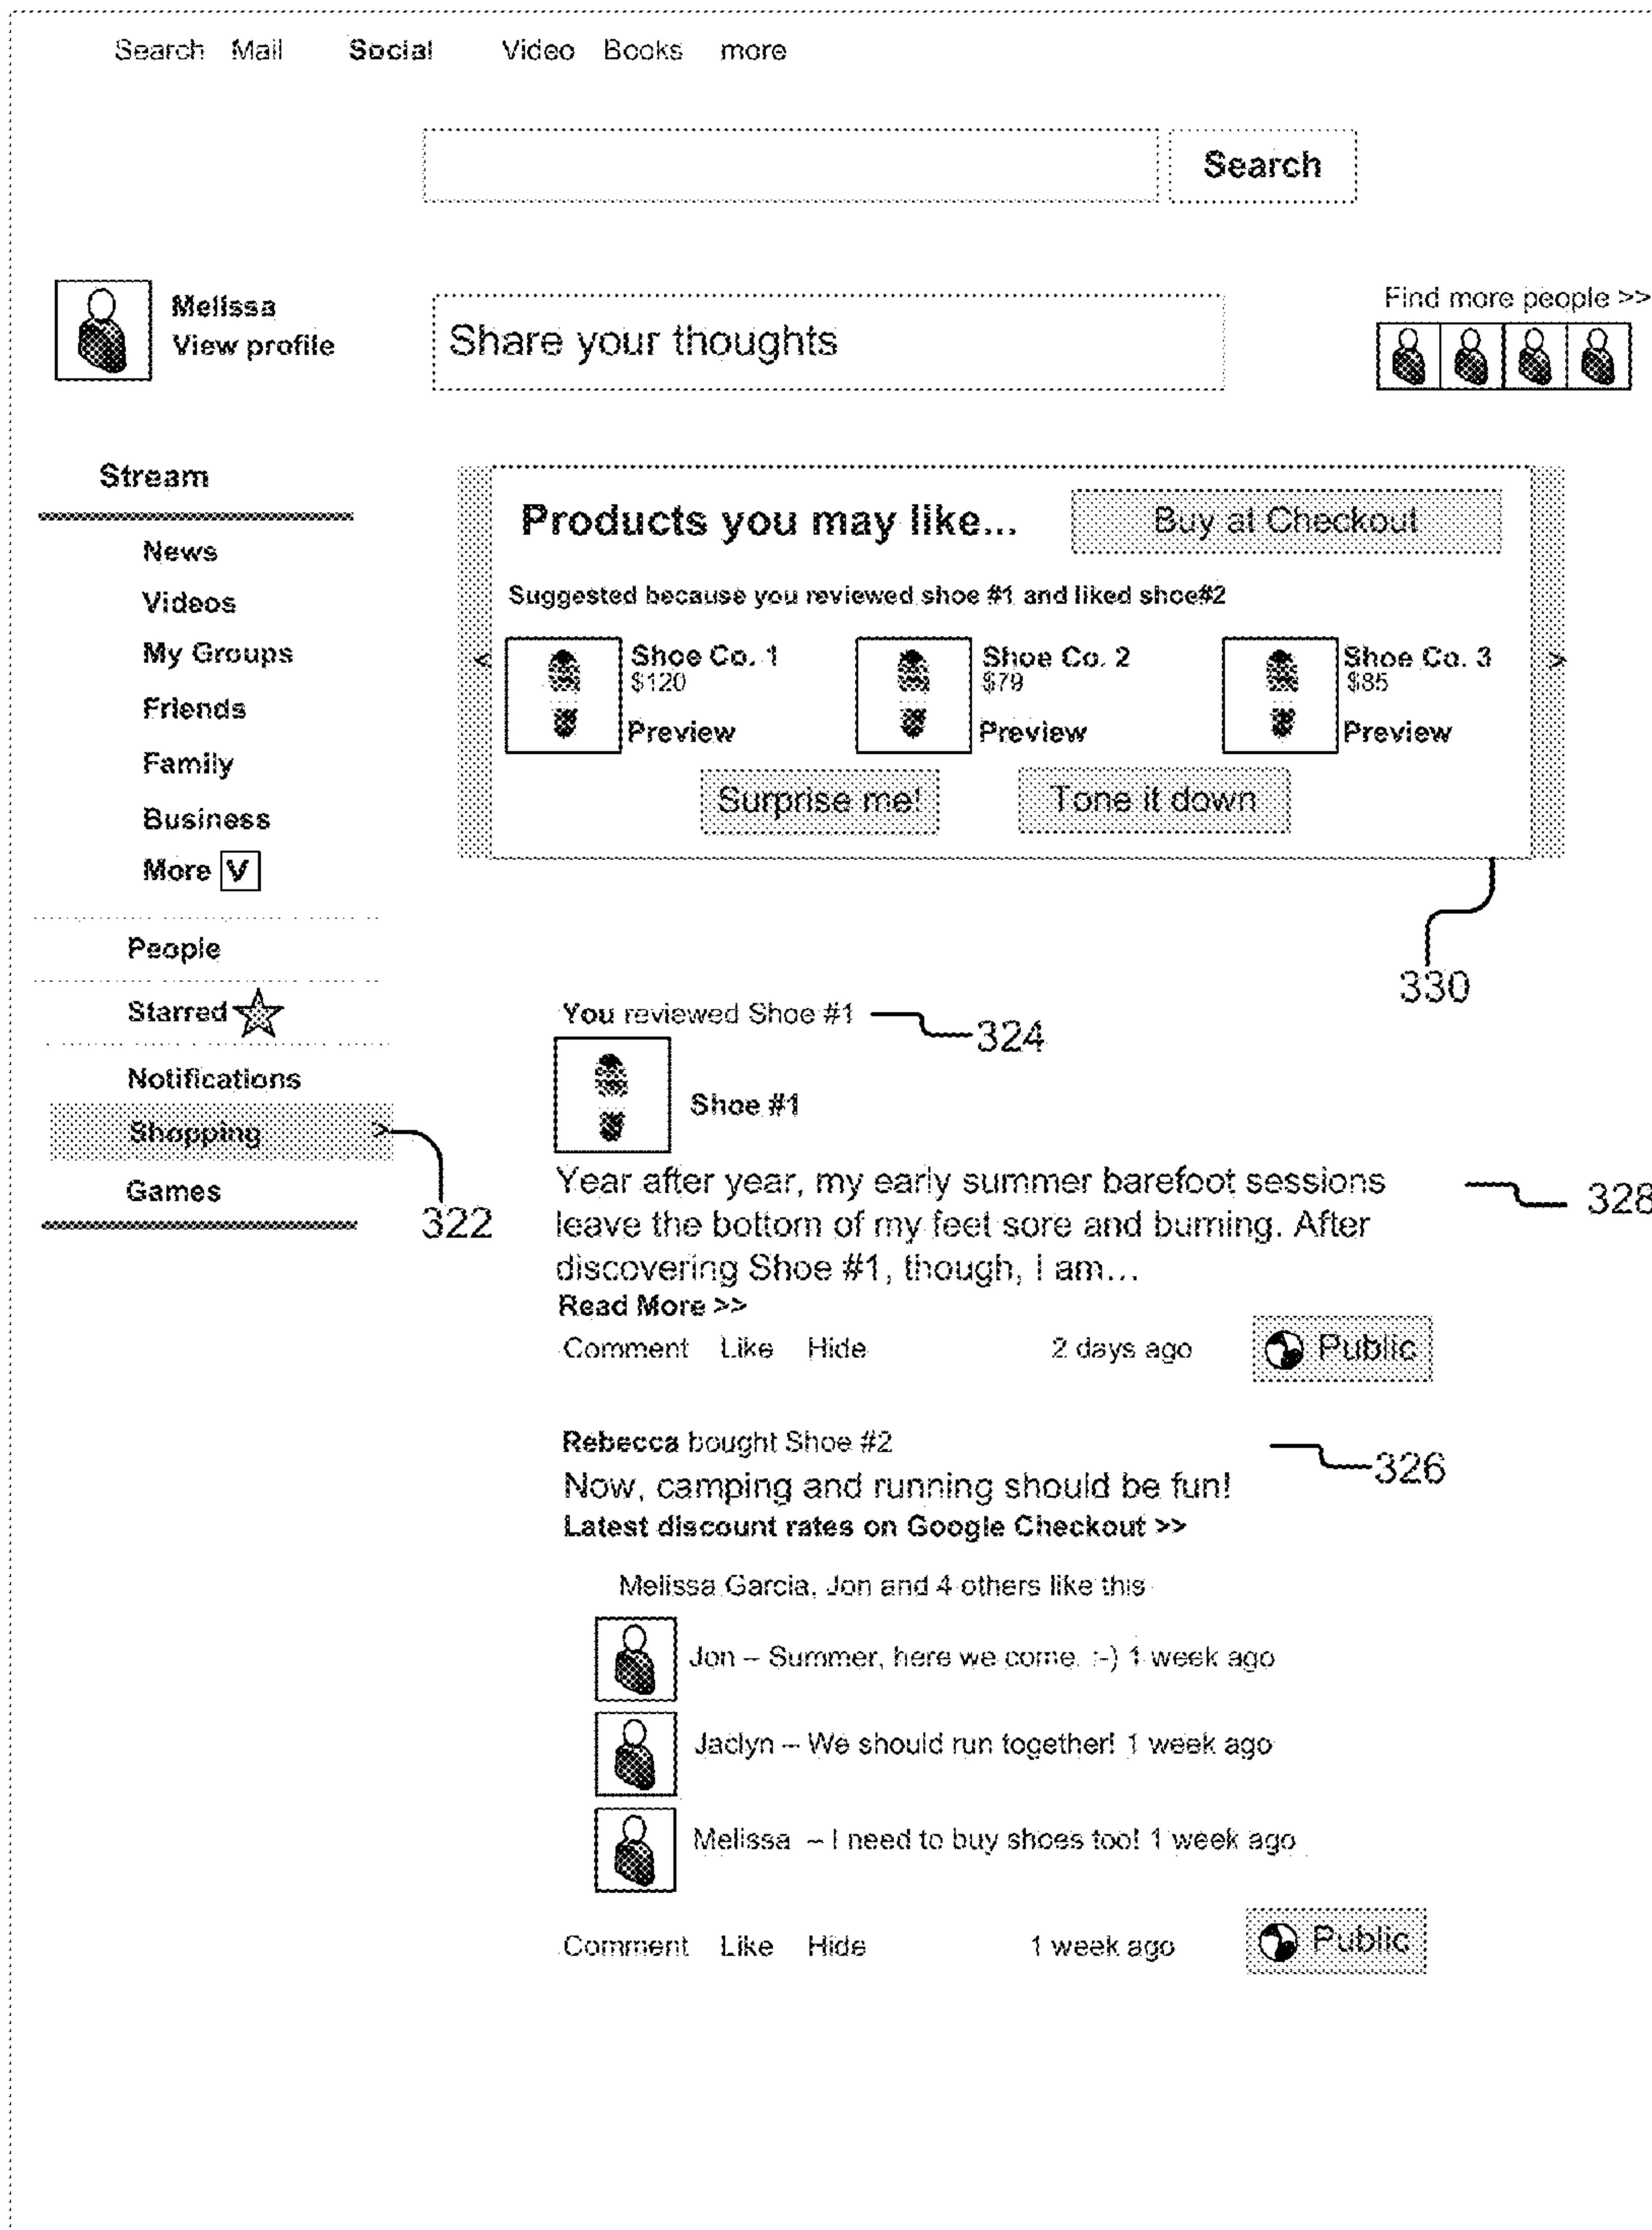 Search Mail Social Video Books more
Search
Melissa
View profile
Share your thoughts
Find more people >>
Stream
News
Videos
My Groups
Friends
Family
Business
More V
People
Starred
Notifications
Shopping >
322
Games
Products you may like... Buy at Checkout
Suggested because you reviewed shoe #1 and liked shoe#2
<
Shoe Co. 1
$120
Preview
Shoe Co. 2
$79
Preview
Shoe Co. 3
$85
Preview
>
Surprise me! Tone it down
330
You reviewed Shoe #1
324
Shoe #1
Year after year, my early summer barefoot sessions
leave the bottom of my feet sore and burning. After
discovering Shoe #1, though, I am...
328
Read More >>
Comment Like Hide 2 days ago Public
Rebecca bought Shoe #2
326
Now, camping and running should be fun!
Latest discount rates on Google Checkout >>
Melissa Garcia, Jon and 4 others like this
Jon – Summer, here we come. :-) 1 week ago
Jaclyn – We should run together! 1 week ago
Melissa – I need to buy shoes too! 1 week ago
Comment Like Hide 1 week ago Public